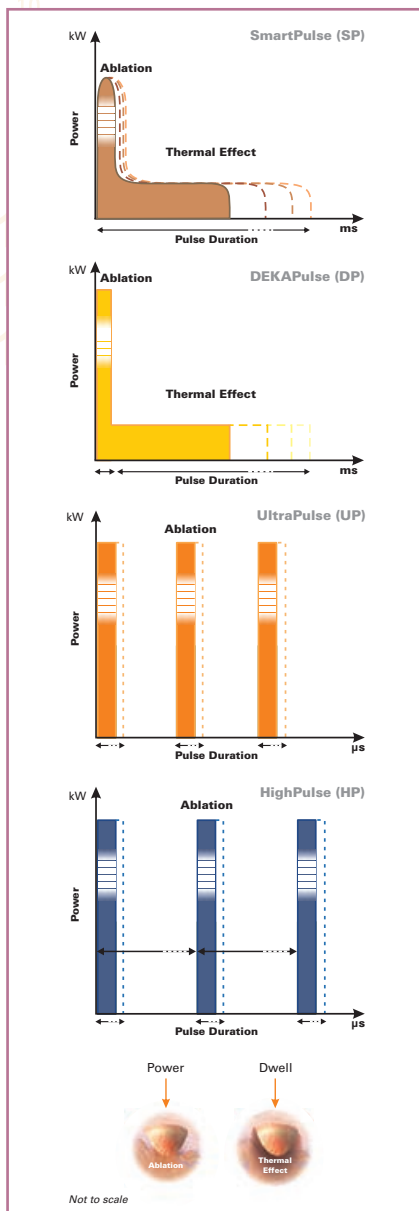 kW
SmartPulse (SP)
Ablation
Power
Thermal Effect
ms
Pulse Duration
kW
DEKAPulse (DP)
Ablation
Power
Thermal Effect
ms
Pulse Duration
kW
UltraPulse (UP)
Ablation
Power
µs
Pulse Duration
kW
HighPulse (HP)
Ablation
Power
µs
Pulse Duration
Power Dwell
Ablation
Thermal
Effect
Not to scale